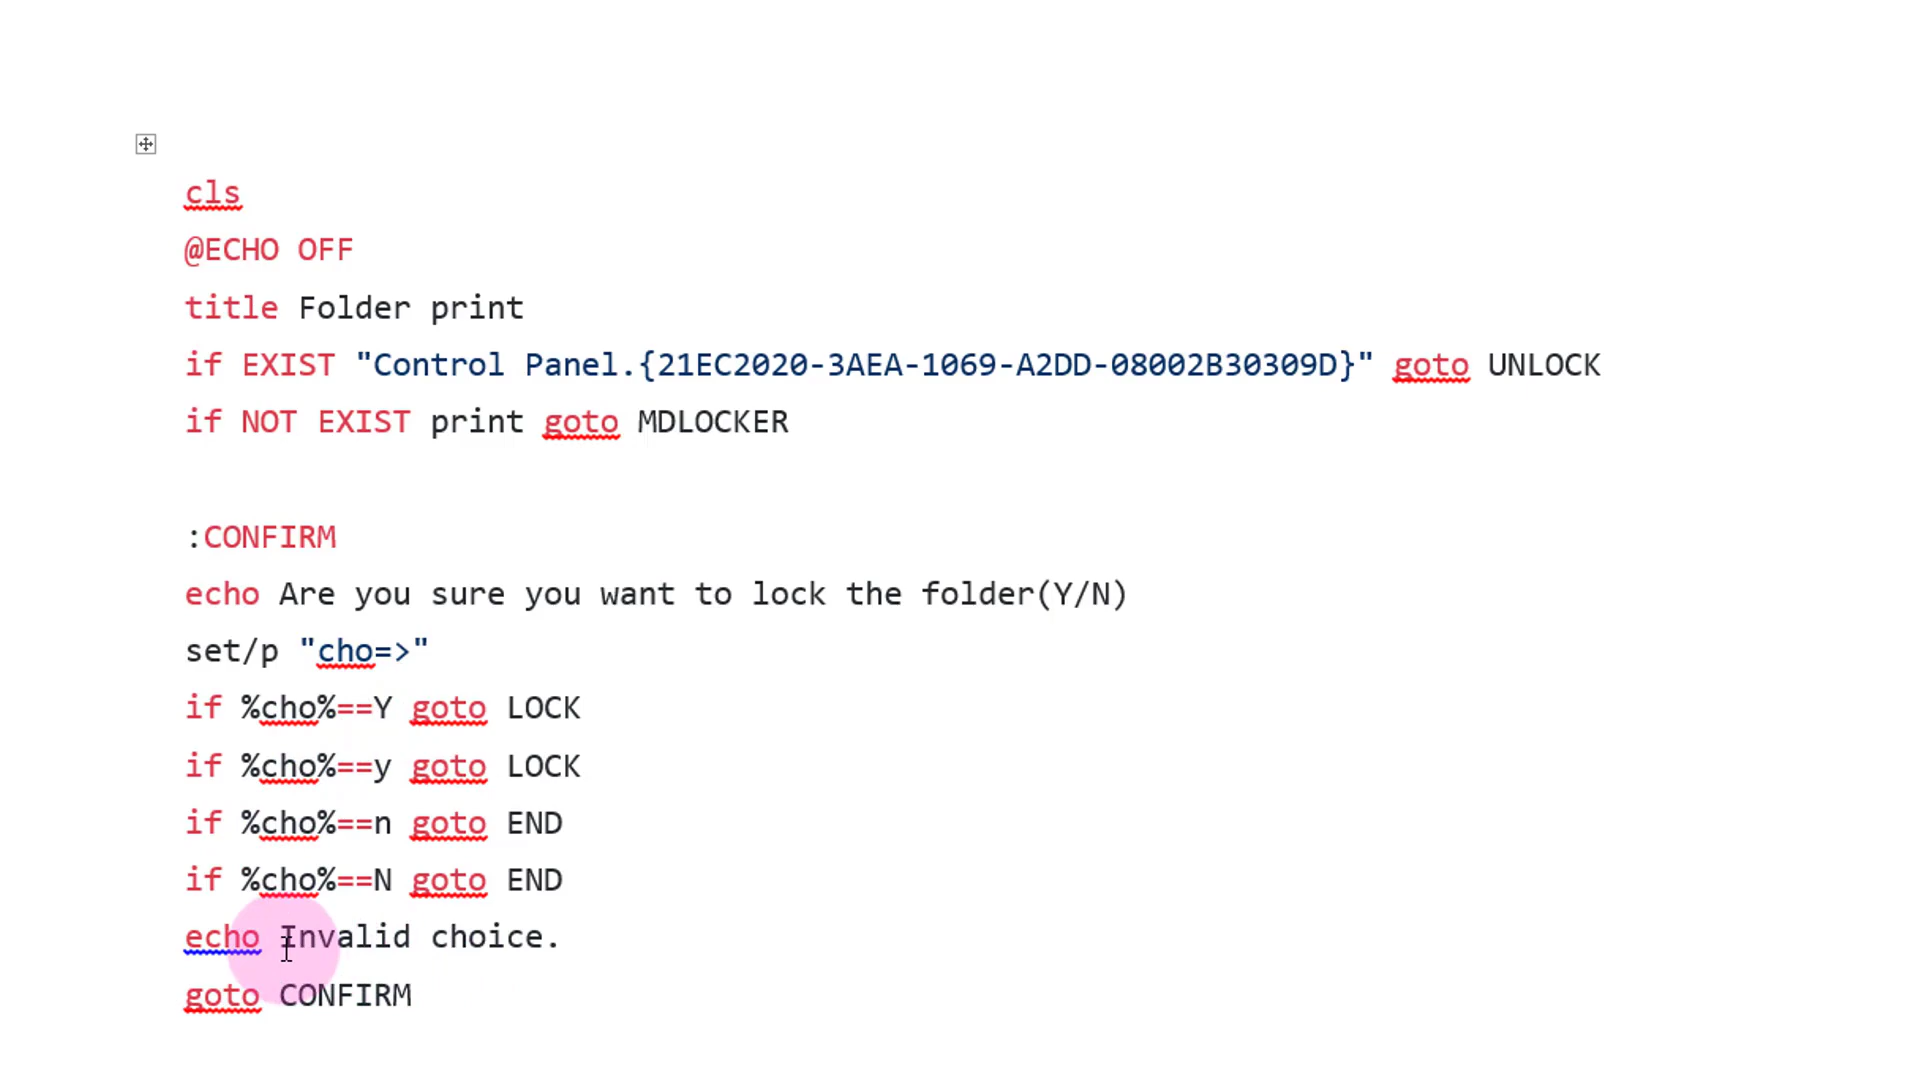 cls
@ECHO OFF
title Folder print
if EXIST "Control Panel.{21EC2020-3AEA-1069-A2DD-08002B30309D}" goto UNLOCK
if NOT EXIST print goto MDLOCKER
:CONFIRM
echo Are you sure you want to lock the folder(Y/N)
set/p "cho=>"
if %cho%==Y goto LOCK
if %cho%==y goto LOCK
if %cho%==n goto END
if %cho%==N goto END
echo Invalid choice.
goto CONFIRM